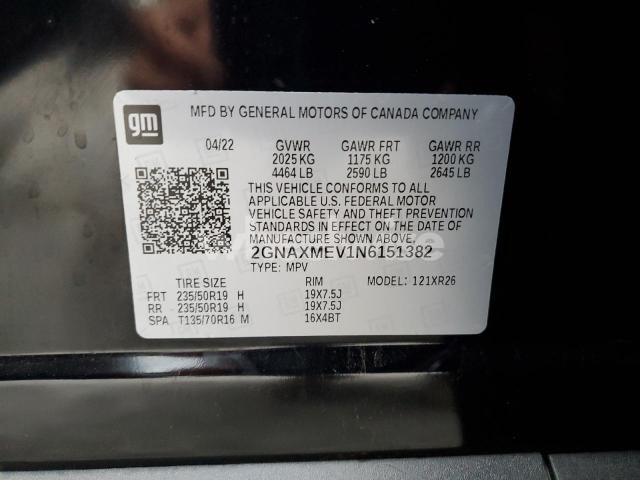 gm
MFD BY GENERAL MOTORS OF CANADA COMPANY
04/22 GVWR GAWR FRT GAWR RR
2025 KG 1175 KG 1200 KG
4464 LB 2590 LB 2645 LB
THIS VEHICLE CONFORMS TO ALL
APPLICABLE U.S. FEDERAL MOTOR
VEHICLE SAFETY AND THEFT PREVENTION
STANDARDS IN EFFECT ON THE DATE OF
MANUFACTURE SHOWN ABOVE.
2GNAXMEV1N6151382
TYPE: MPV MODEL: 121XR26
TIRE SIZE RIM
FRT 235/50R19 H 19X7.5J
RR 235/50R19 H 19X7.5J
SPA T135/70R16 M 16X4BT